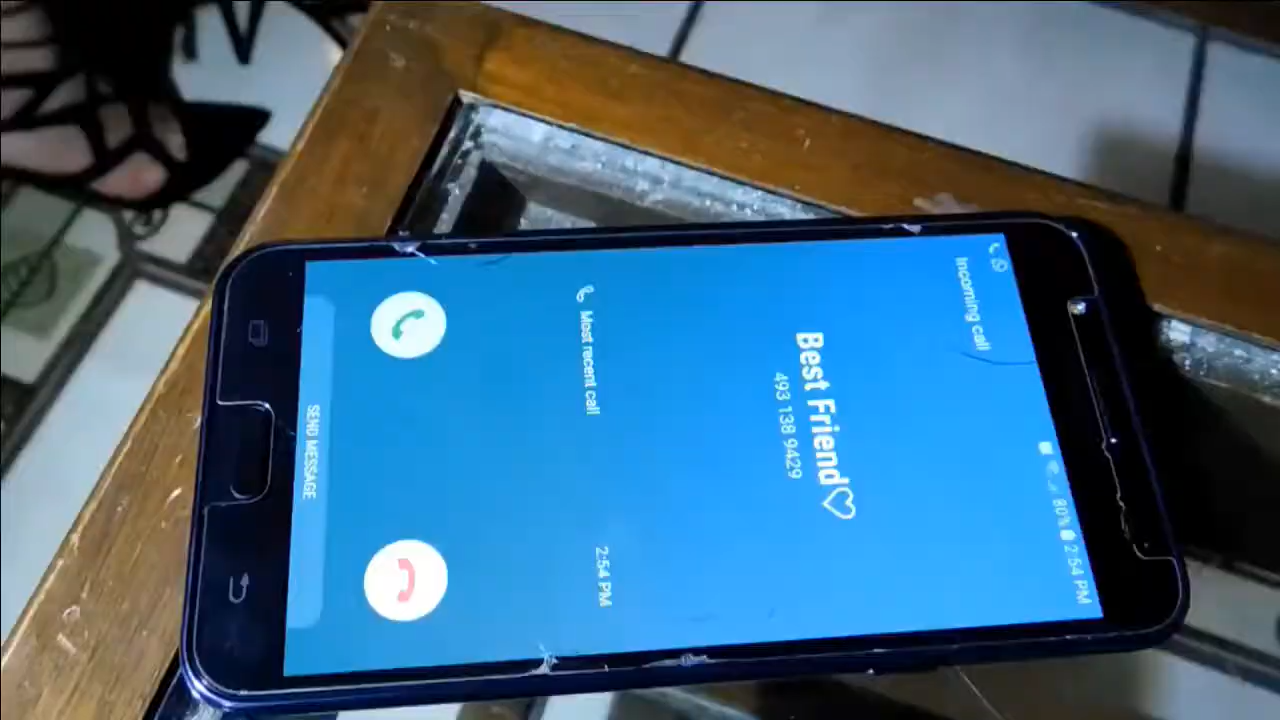 80% 2:54 PM
Incoming call
Best Friend♡
493 138 9429
Most recent call 2:54 PM
SEND MESSAGE